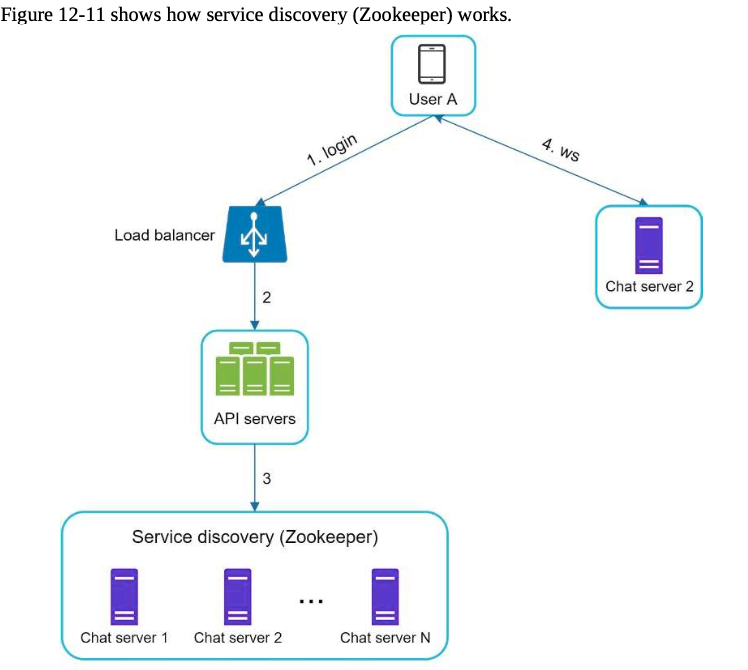 Figure 12-11 shows how service discovery (Zookeeper) works.
User A
1. login
4. ws
Load balancer
Chat server 2
2
API servers
3
Service discovery (Zookeeper)
...
Chat server 1
Chat server 2
Chat server N